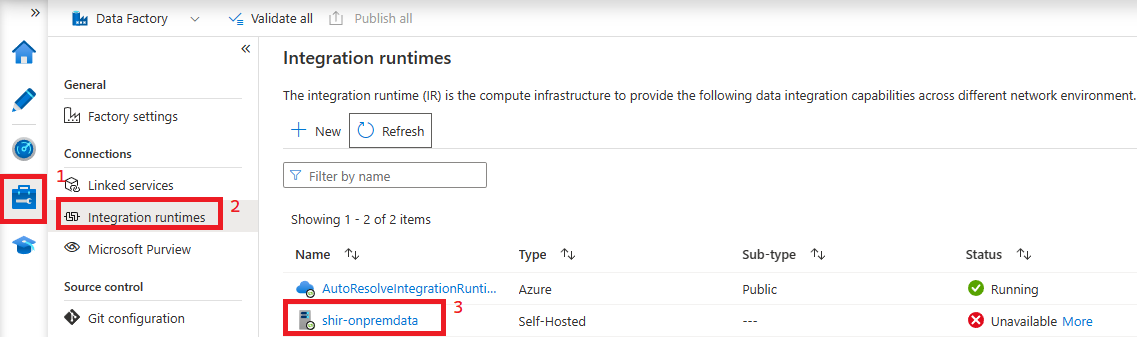 »
Data Factory
Validate all
Publish all
«
General
Factory settings
Connections
1
Linked services
2
Integration runtimes
Microsoft Purview
Source control
Git configuration
Integration runtimes
The integration runtime (IR) is the compute infrastructure to provide the following data integration capabilities across different network environment.
New Refresh
Filter by name
Showing 1 - 2 of 2 items
Name Type Sub-type Status
AutoResolveIntegrationRunti... Azure Public Running
shir-onpremdata 3 Self-Hosted --- Unavailable More